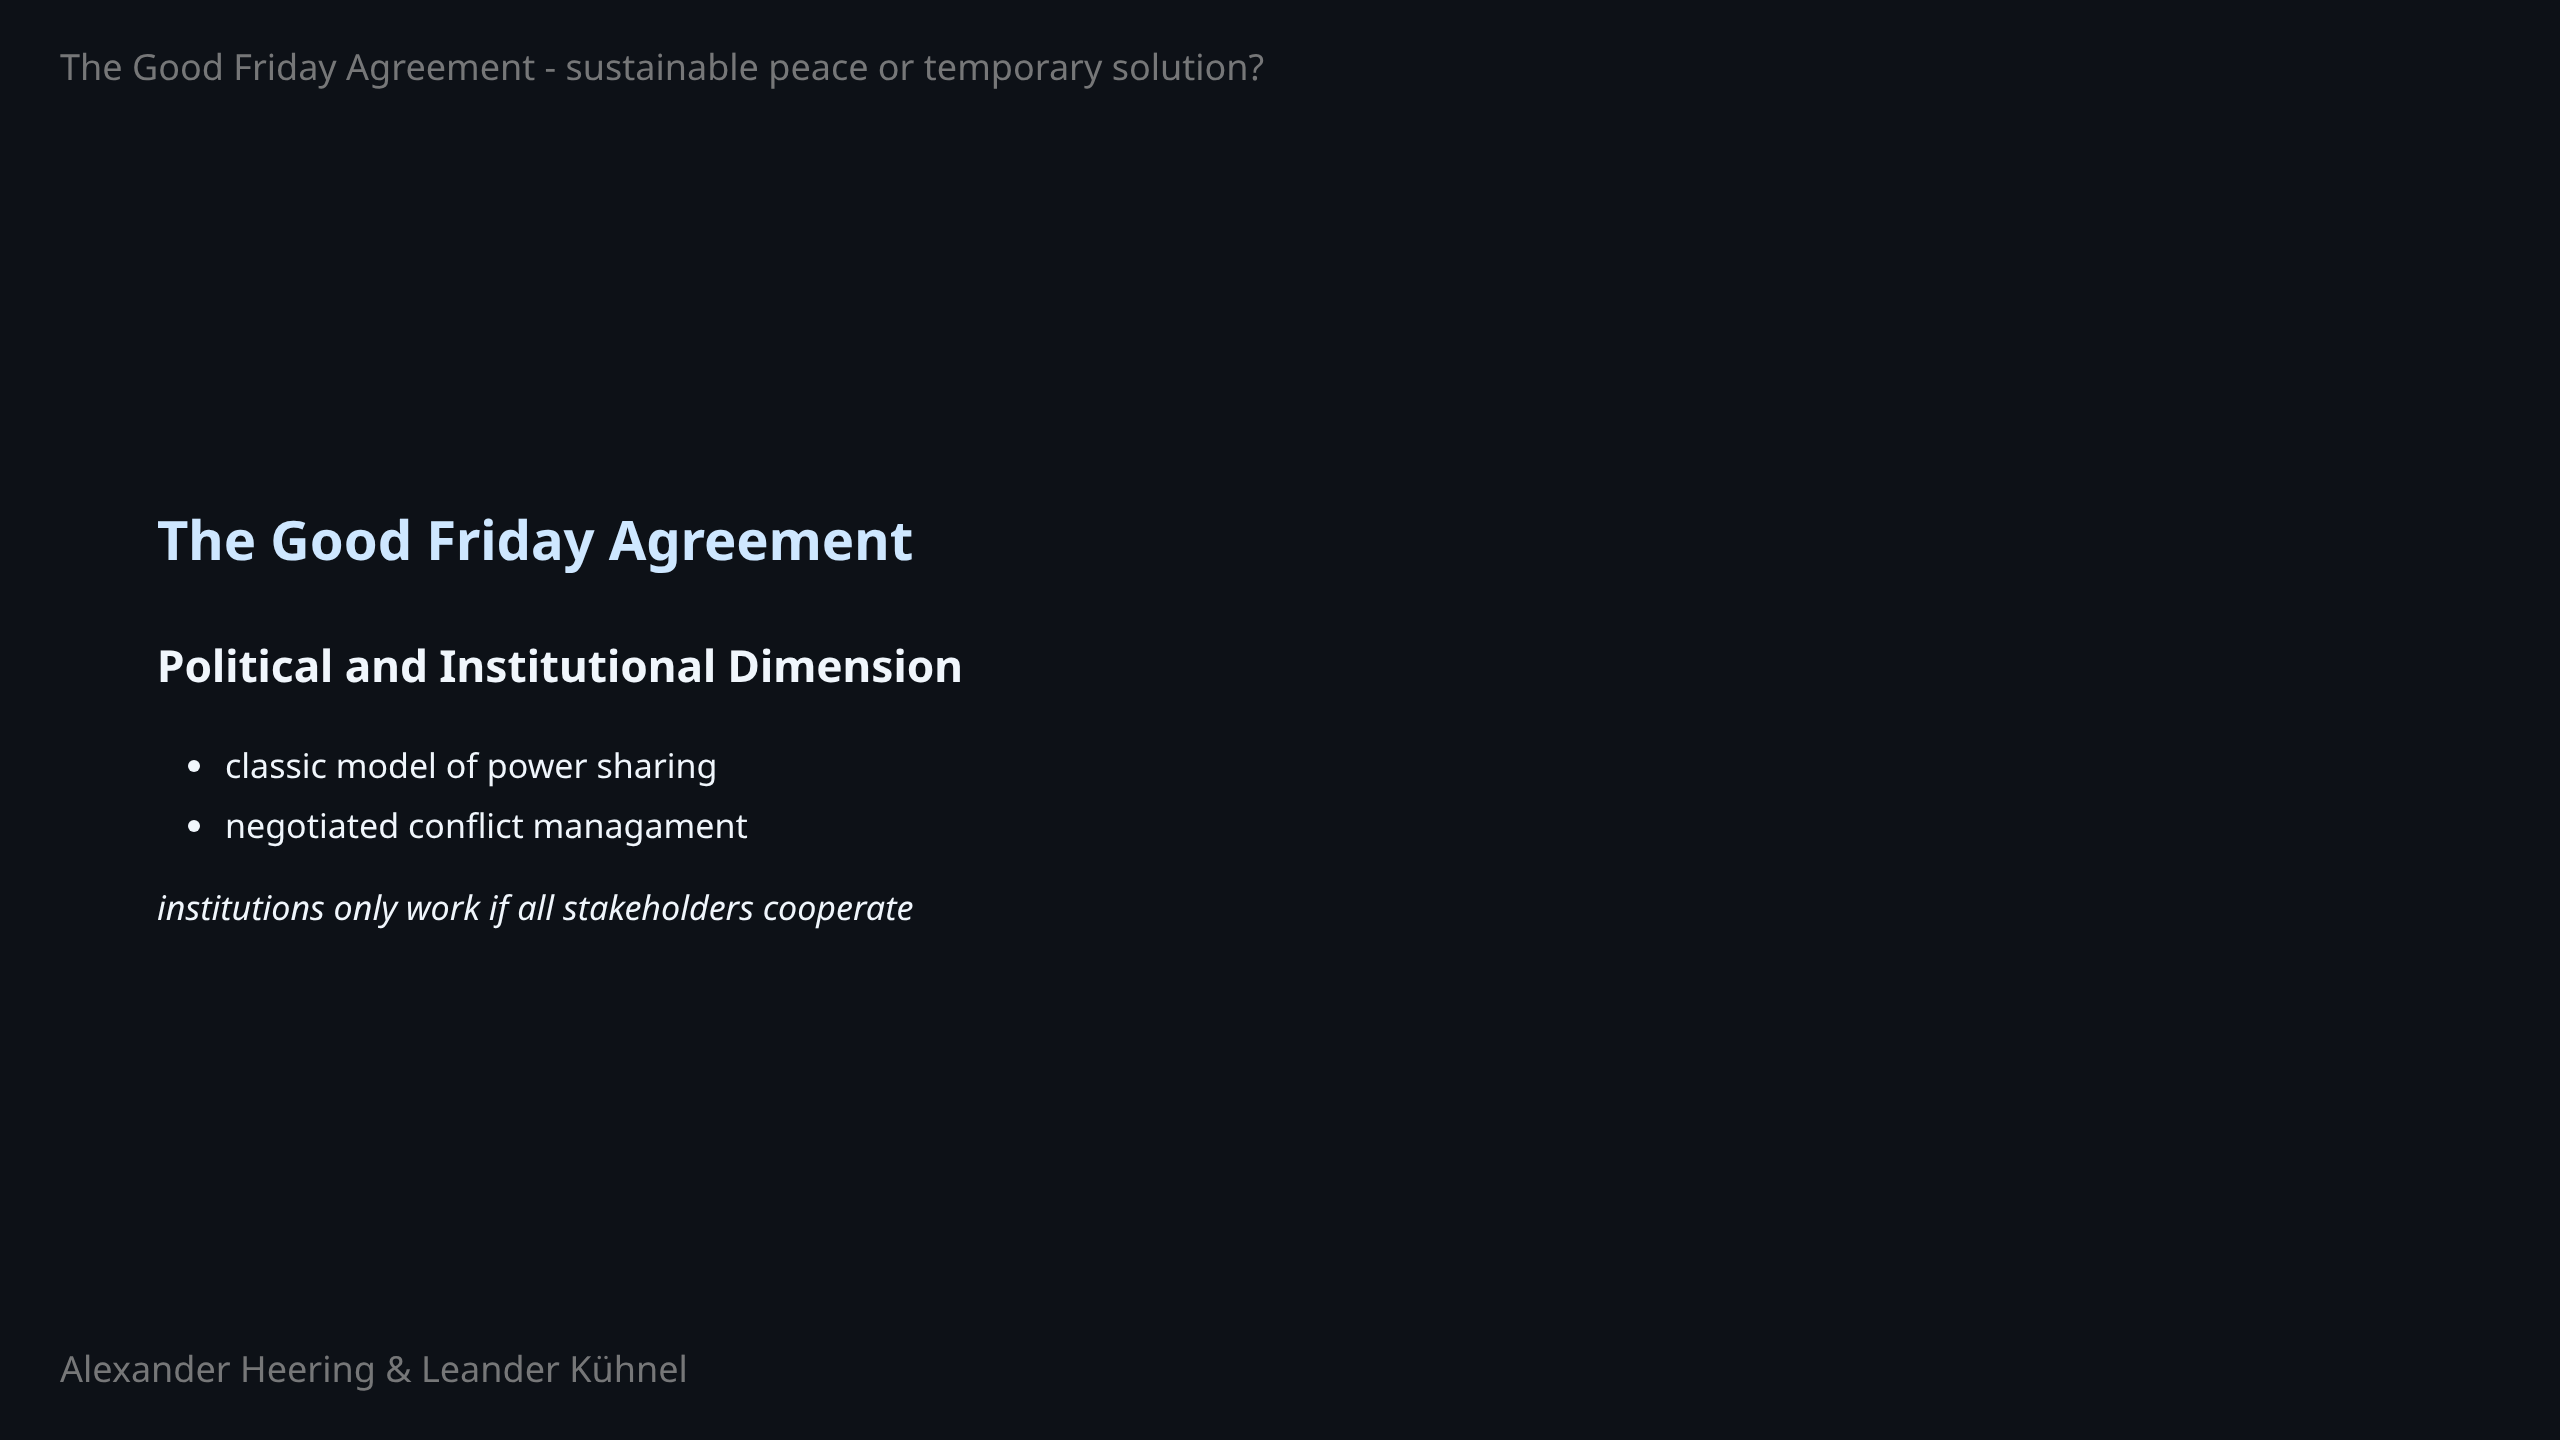 The Good Friday Agreement - sustainable peace or temporary solution?
The Good Friday Agreement
Political and Institutional Dimension
• classic model of power sharing
• negotiated conflict managament
institutions only work if all stakeholders cooperate
Alexander Heering & Leander Kühnel